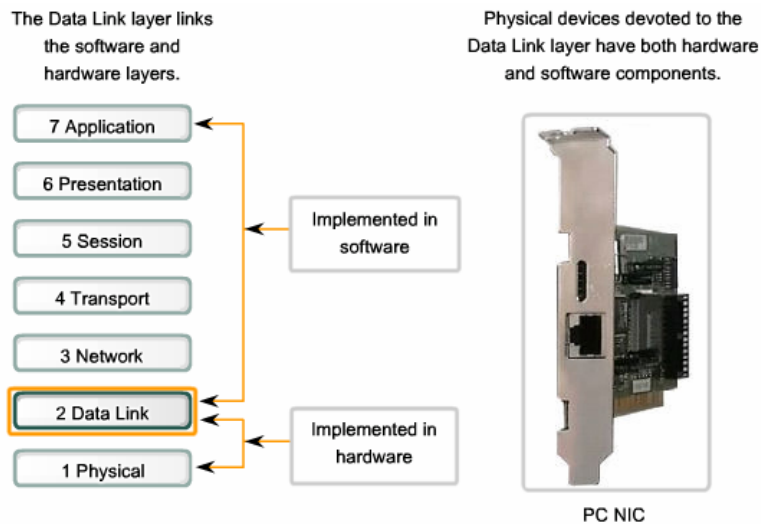 The Data Link layer links
the software and
hardware layers.
Physical devices devoted to the
Data Link layer have both hardware
and software components.
7 Application
6 Presentation
5 Session
4 Transport
3 Network
2 Data Link
1 Physical
Implemented in
software
Implemented in
hardware
PC NIC